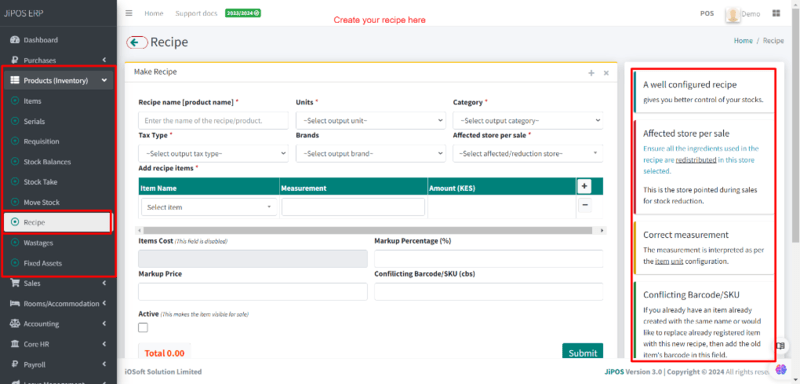 JiPOS ERP
Home
Support docs
2023/2024
Create your recipe here
POS
Demo
Dashboard
Purchases
Products (Inventory)
Items
Serials
Requisition
Stock Balances
Stock Take
Move Stock
Recipe
Wastages
Fixed Assets
Sales
Rooms/Accommodation
Accounting
Core HR
Payroll
Leave Management
Recipe
Home / Recipe
Make Recipe
Recipe name [product name] *
Units *
Category *
Enter the name of the recipe/product.
~Select output unit~
~Select output category~
Tax Type *
Brands
Affected store per sale *
~Select output tax type~
~Select output brand~
~Select affected/reduction store~
Add recipe items *
Item Name
Measurement
Amount (KES)
Select item
Items Cost (This field is disabled)
Markup Percentage (%)
Markup Price
Confilicting Barcode/SKU (cbs)
Active (This makes the item visible for sale)
Total 0.00
Submit
A well configured recipe
gives you better control of your stocks.
Affected store per sale
Ensure all the ingredients used in the
recipe are redistributed in this store
selected.
This is the store pointed during sales
for stock reduction.
Correct measurement
The measurement is interpreted as per
the item unit configuration.
Conflicting Barcode/SKU
If you already have an item already
created with the same name or would
like to replace already registered item
with this new recipe, then add the old
item's barcode in this field.
iOSoft Solution Limited
JiPOS Version 3.0 | Copyright © 2024 All rights rese